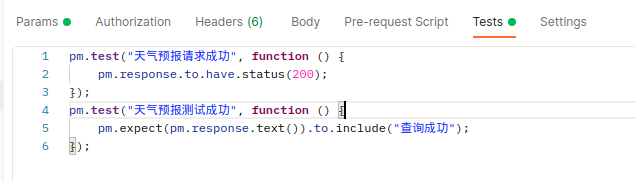 Params Authorization Headers (6) Body Pre-request Script Tests Settings
1 pm.test("天气预报请求成功", function () {
2 pm.response.to.have.status(200);
3 });
4 pm.test("天气预报测试成功", function () {
5 pm.expect(pm.response.text()).to.include("查询成功");
6 });